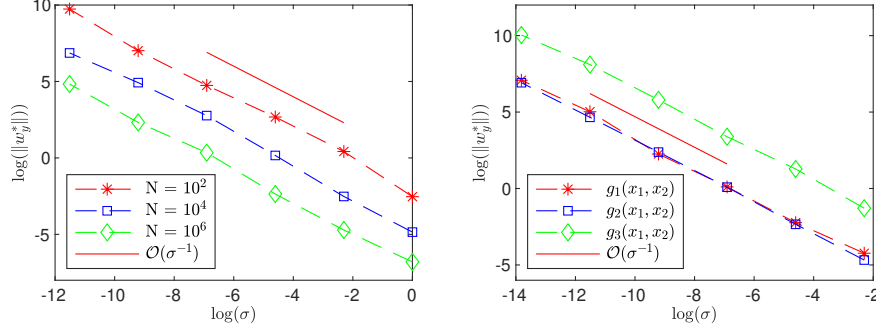 10
5
0
-5
-12
-10
-8
-6
-4
-2
0
log(σ)
log(||w*_y||))
N = 10^2
N = 10^4
N = 10^6
O(σ^-1)
10
5
0
-5
-14
-12
-10
-8
-6
-4
-2
log(σ)
log(||w*_y||))
g_1(x_1, x_2)
g_2(x_1, x_2)
g_3(x_1, x_2)
O(σ^-1)